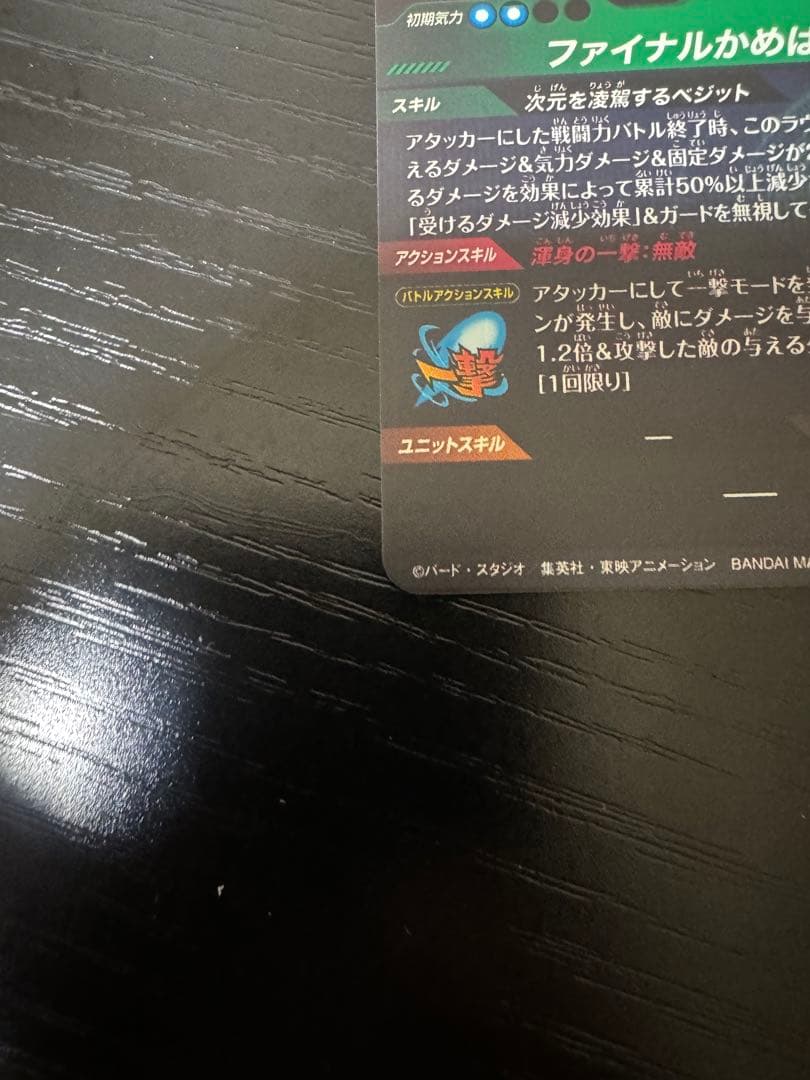 初期気力
ファイナルかめは
スキル 次元を凌駕するベジット
アタッカーにした戦闘力バトル終了時、このラウ
えるダメージ&気力ダメージ&固定ダメージが
るダメージを効果によって累計50%以上減少
「受けるダメージ減少効果」&ガードを無視して
アクションスキル 渾身の一撃:無敵
バトルアクションスキル
アタッカーにして一撃モードを
ンが発生し、敵にダメージを与
1.2倍&攻撃した敵の与える
[1回限り]
一撃
ユニットスキル ー
ー
©バード・スタジオ 集英社・東映アニメーション BANDAI MA